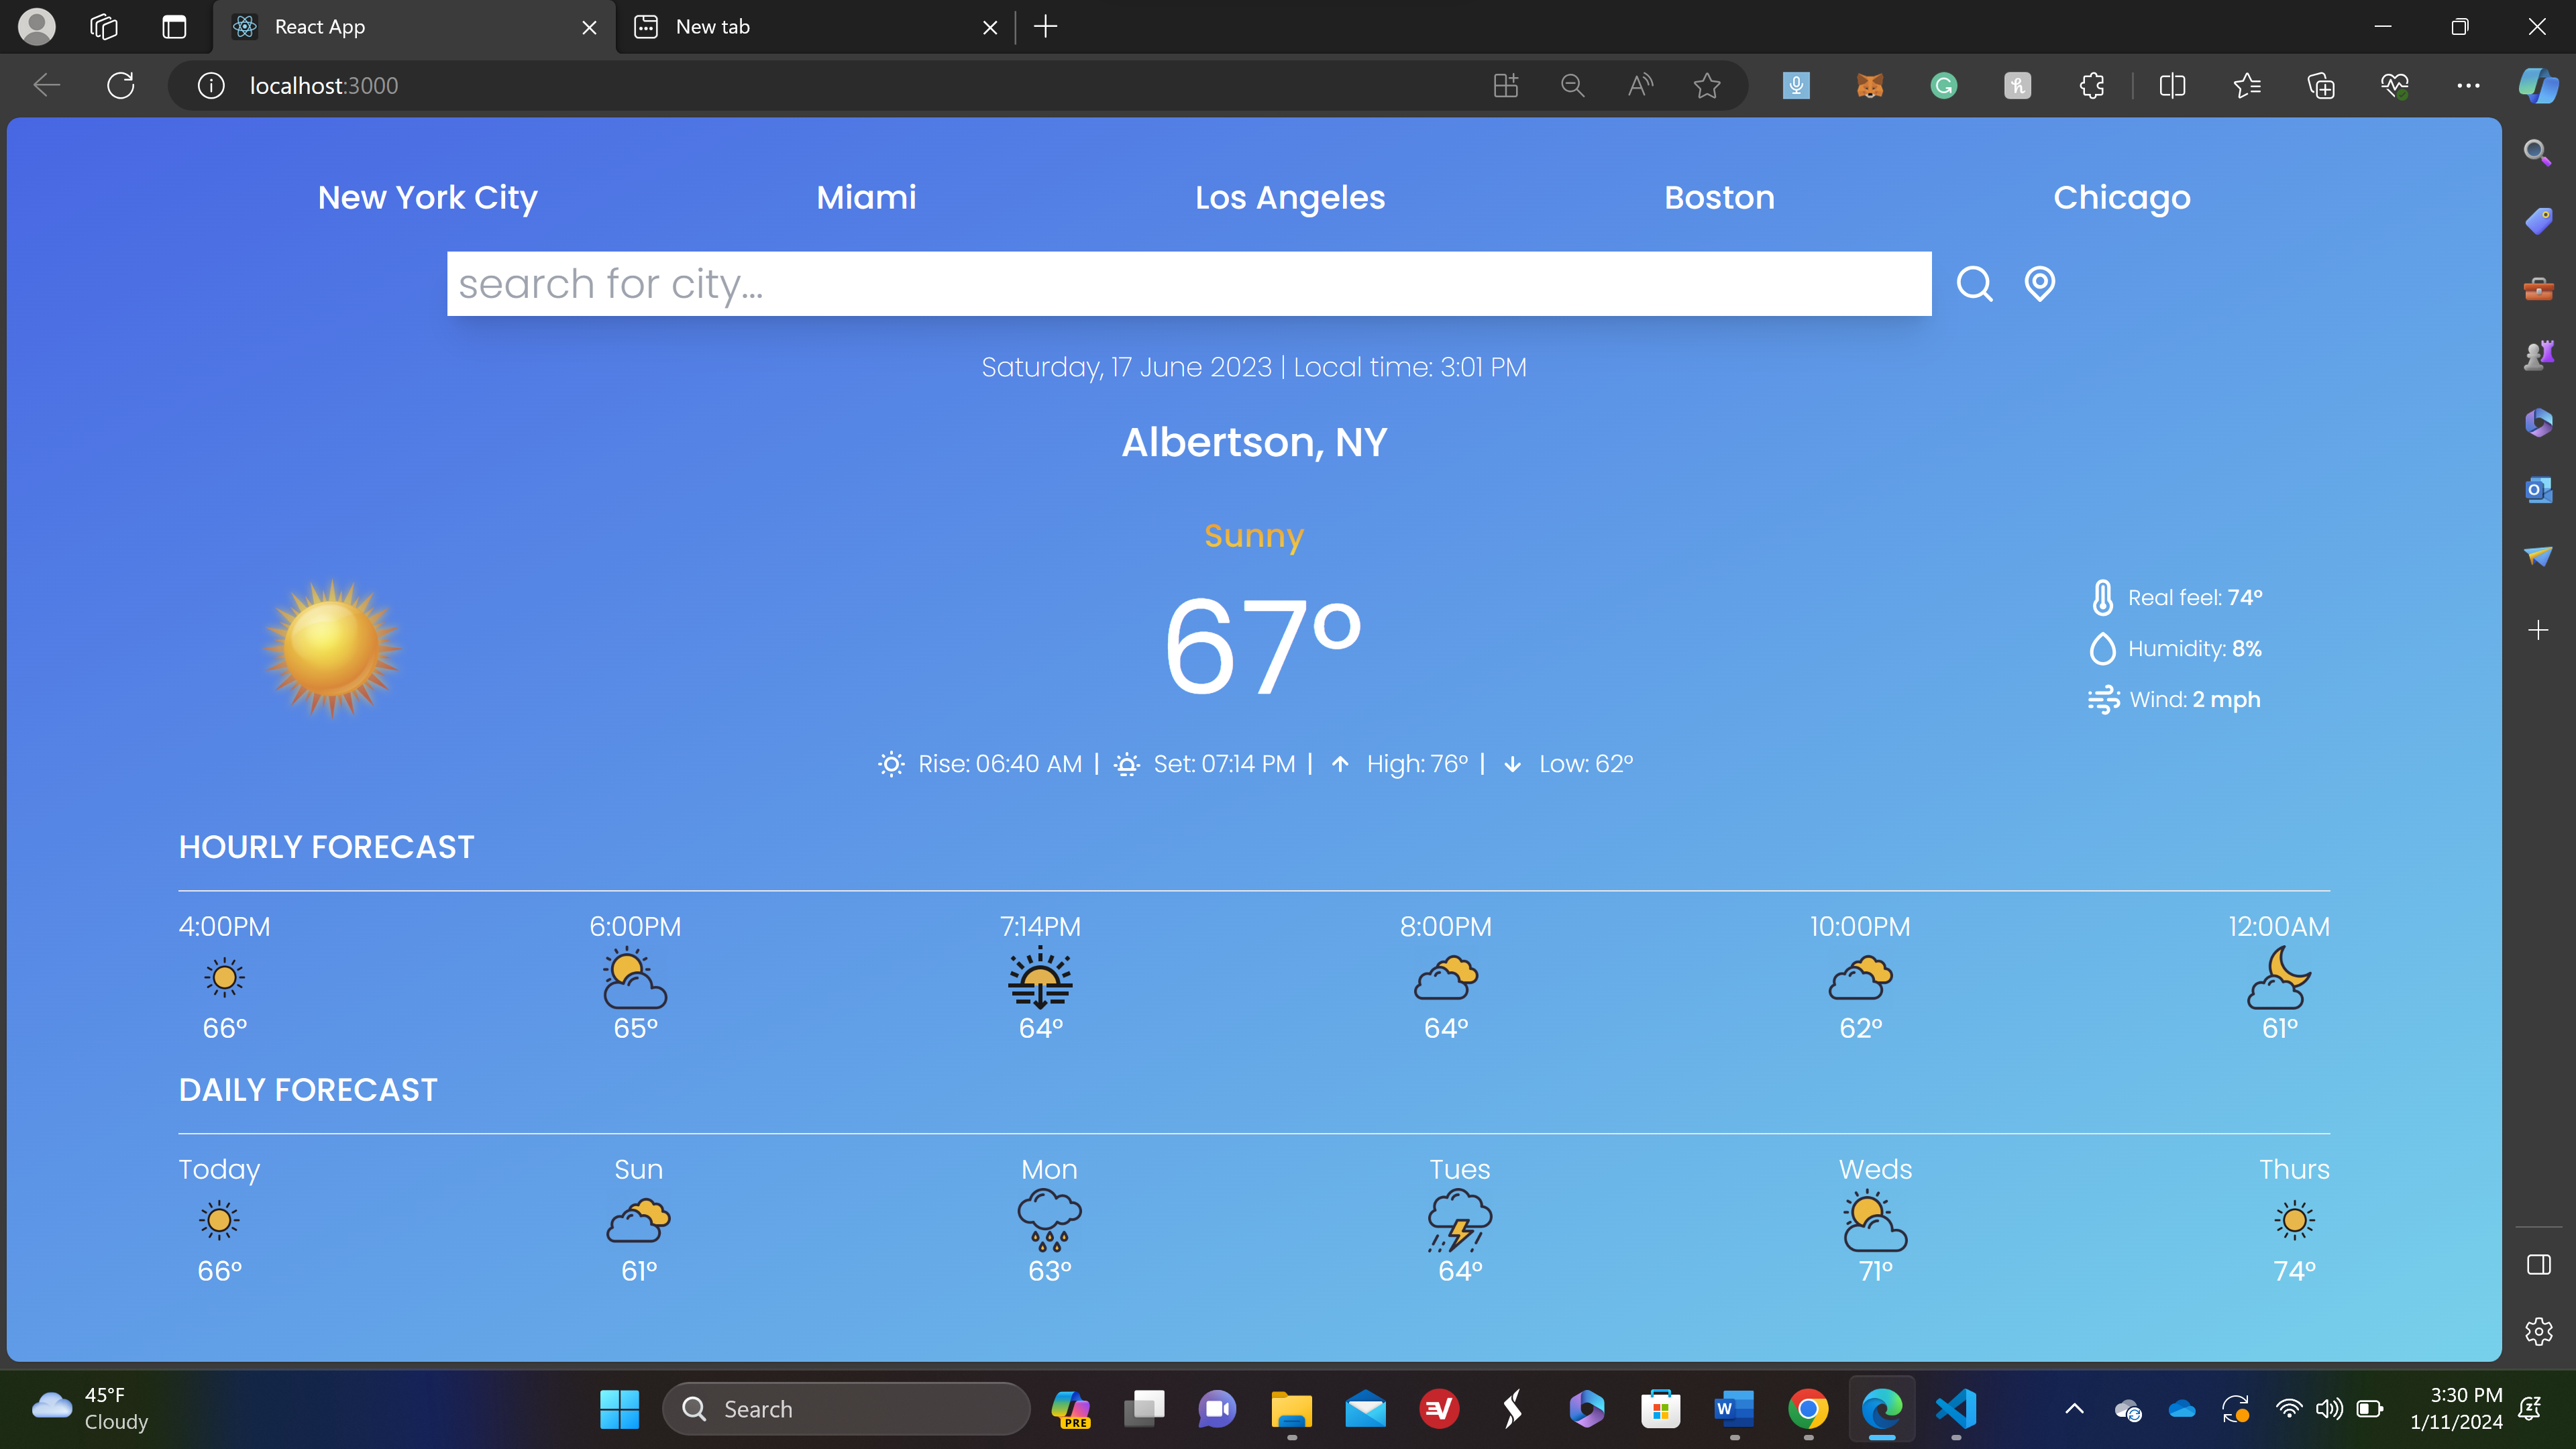 React App
New tab
localhost:3000
New York City Miami Los Angeles Boston Chicago
search for city...
Saturday, 17 June 2023 | Local time: 3:01 PM
Albertson, NY
Sunny
67°
Real feel: 74°
Humidity: 8%
Wind: 2 mph
Rise: 06:40 AM | Set: 07:14 PM | High: 76° | Low: 62°
HOURLY FORECAST
4:00PM 6:00PM 7:14PM 8:00PM 10:00PM 12:00AM
66° 65° 64° 64° 62° 61°
DAILY FORECAST
Today Sun Mon Tues Weds Thurs
66° 61° 63° 64° 71° 74°
45°F
Cloudy
Search
PRE
3:30 PM
1/11/2024